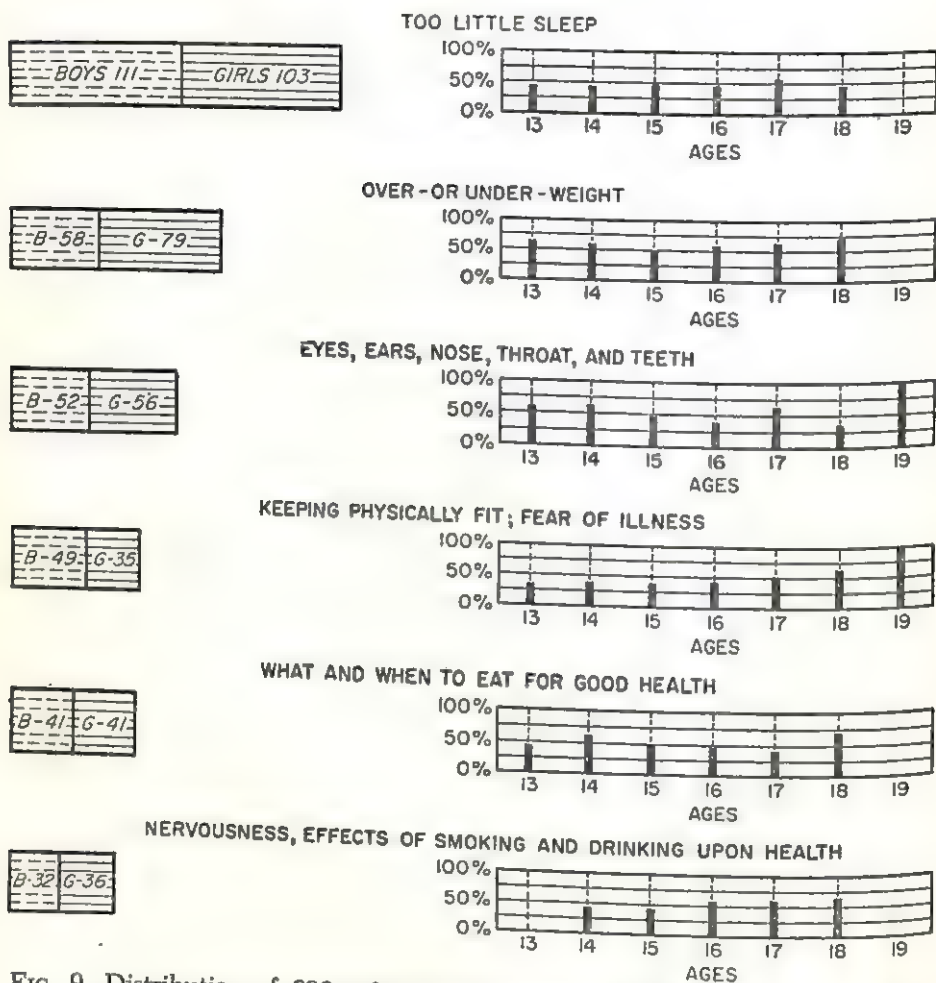 TOO LITTLE SLEEP
BOYS 111 GIRLS 103
100%
50%
0%
13 14 15 16 17 18 19
AGES
OVER-OR UNDER-WEIGHT
B-58 G-79
100%
50%
0%
13 14 15 16 17 18 19
AGES
EYES, EARS, NOSE, THROAT, AND TEETH
B-52 G-56
100%
50%
0%
13 14 15 16 17 18 19
AGES
KEEPING PHYSICALLY FIT; FEAR OF ILLNESS
B-49 G-35
100%
50%
0%
13 14 15 16 17 18 19
AGES
WHAT AND WHEN TO EAT FOR GOOD HEALTH
B-41 G-41
100%
50%
0%
13 14 15 16 17 18 19
AGES
NERVOUSNESS, EFFECTS OF SMOKING AND DRINKING UPON HEALTH
B-32 G-36
100%
50%
0%
13 14 15 16 17 18 19
AGES
FIG. 9. Distribution of